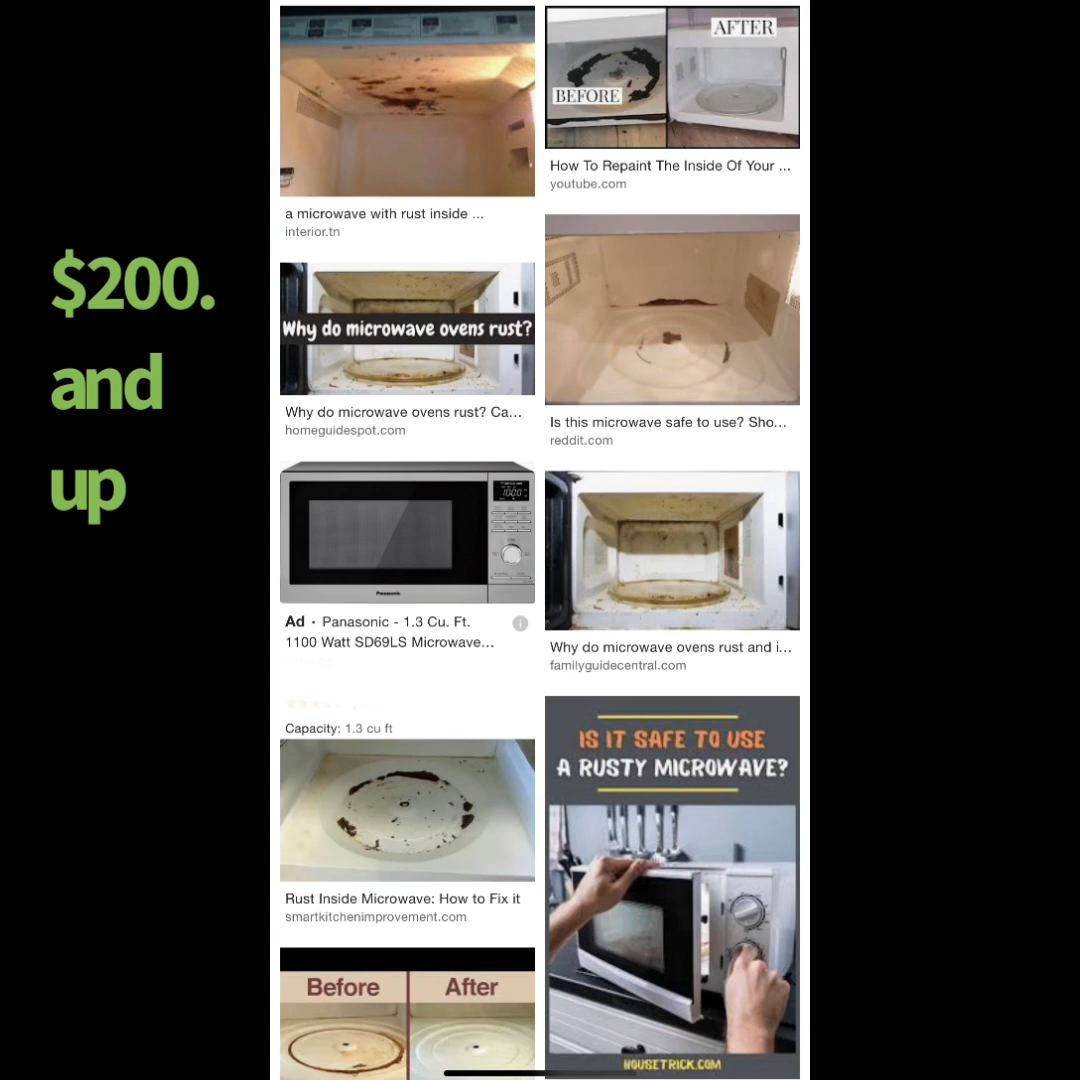 $200.
and
up
a microwave with rust inside ...
interior.tn
Why do microwave ovens rust?
Why do microwave ovens rust? Ca...
homeguidespot.com
Panasonic
Ad · Panasonic - 1.3 Cu. Ft.
1100 Watt SD69LS Microwave...
Capacity: 1.3 cu ft
Rust Inside Microwave: How to Fix it
smartkitchenimprovement.com
Before After
BEFORE
AFTER
How To Repaint The Inside Of Your ...
youtube.com
Is this microwave safe to use? Sho...
reddit.com
Why do microwave ovens rust and i...
familyguidecentral.com
IS IT SAFE TO USE
A RUSTY MICROWAVE?
HOUSETRICK.COM